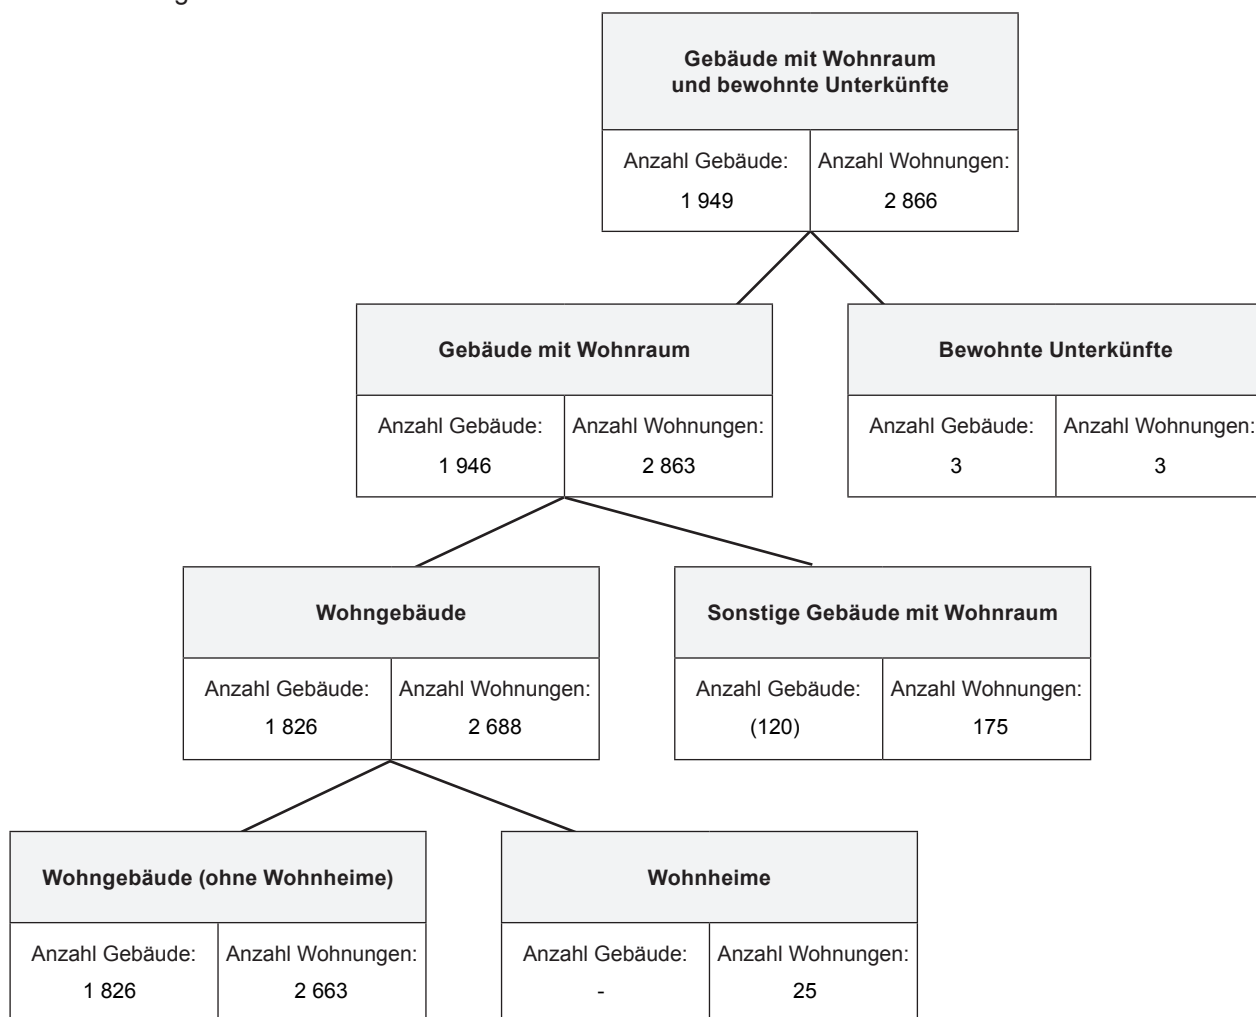 Gebäude mit Wohnraum
und bewohnte Unterkünfte
Anzahl Gebäude: Anzahl Wohnungen:
1 949 2 866
Gebäude mit Wohnraum Bewohnte Unterkünfte
Anzahl Gebäude: Anzahl Wohnungen: Anzahl Gebäude: Anzahl Wohnungen:
1 946 2 863 3 3
Wohngebäude Sonstige Gebäude mit Wohnraum
Anzahl Gebäude: Anzahl Wohnungen: Anzahl Gebäude: Anzahl Wohnungen:
1 826 2 688 (120) 175
Wohngebäude (ohne Wohnheime) Wohnheime
Anzahl Gebäude: Anzahl Wohnungen: Anzahl Gebäude: Anzahl Wohnungen:
1 826 2 663 - 25